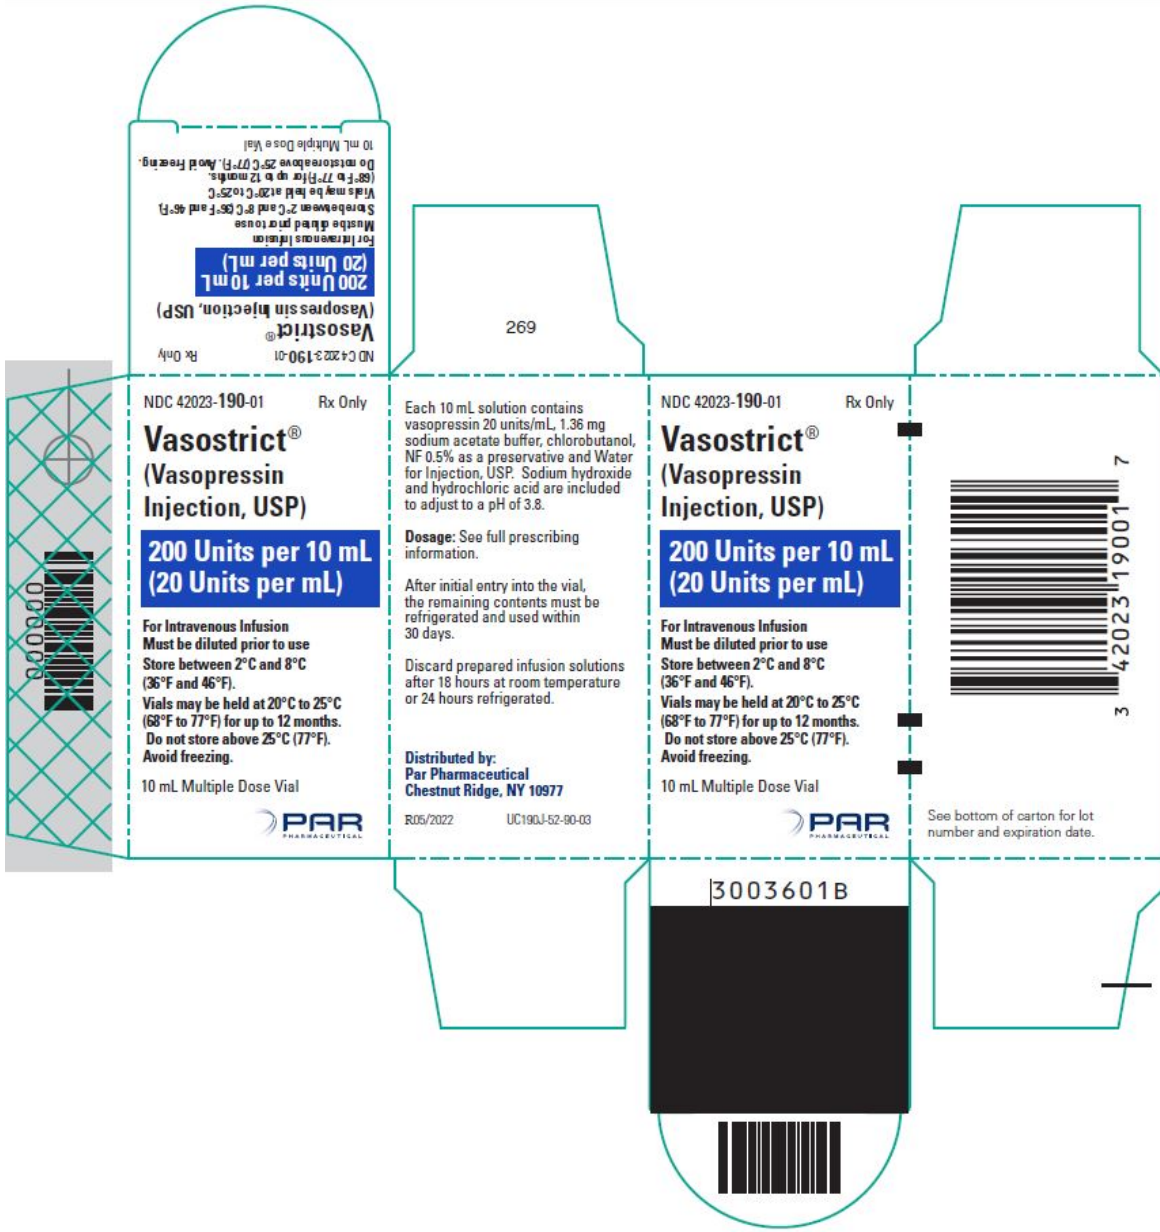 10 mL Multiple Dose Vial
Do not store above 25°C (77°F). Avoid Freezing.
(68°F to 77°F) for up to 12 months.
Vials may be held at 20°C to 25°C
Store between 2°C and 8°C (36°F and 46°F).
Must be diluted prior to use
For Intravenous Infusion
(20 Units per mL)
200 Units per 10 mL
(Vasopressin Injection, USP)
Vasostrict®
NDC 42023-190-01 Rx Only
269
000000
NDC 42023-190-01 Rx Only
Vasostrict®
(Vasopressin
Injection, USP)
200 Units per 10 mL
(20 Units per mL)
For Intravenous Infusion
Must be diluted prior to use
Store between 2°C and 8°C
(36°F and 46°F).
Vials may be held at 20°C to 25°C
(68°F to 77°F) for up to 12 months.
Do not store above 25°C (77°F).
Avoid freezing.
10 mL Multiple Dose Vial
PAR
PHARMACEUTICAL
Each 10 mL solution contains
vasopressin 20 units/mL, 1.36 mg
sodium acetate buffer, chlorobutanol,
NF 0.5% as a preservative and Water
for Injection, USP. Sodium hydroxide
and hydrochloric acid are included
to adjust to a pH of 3.8.
Dosage: See full prescribing
information.
After initial entry into the vial,
the remaining contents must be
refrigerated and used within
30 days.
Discard prepared infusion solutions
after 18 hours at room temperature
or 24 hours refrigerated.
Distributed by:
Par Pharmaceutical
Chestnut Ridge, NY 10977
R05/2022 UC190J-52-90-03
NDC 42023-190-01 Rx Only
Vasostrict®
(Vasopressin
Injection, USP)
200 Units per 10 mL
(20 Units per mL)
For Intravenous Infusion
Must be diluted prior to use
Store between 2°C and 8°C
(36°F and 46°F).
Vials may be held at 20°C to 25°C
(68°F to 77°F) for up to 12 months.
Do not store above 25°C (77°F).
Avoid freezing.
10 mL Multiple Dose Vial
PAR
PHARMACEUTICAL
3 42023 19001 7
See bottom of carton for lot
number and expiration date.
3003601B